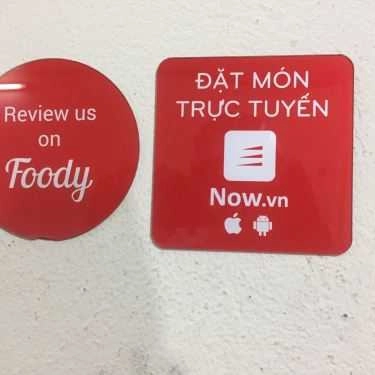 Review us
on
Foody
ĐẶT MÓN
TRỰC TUYẾN
Now.vn